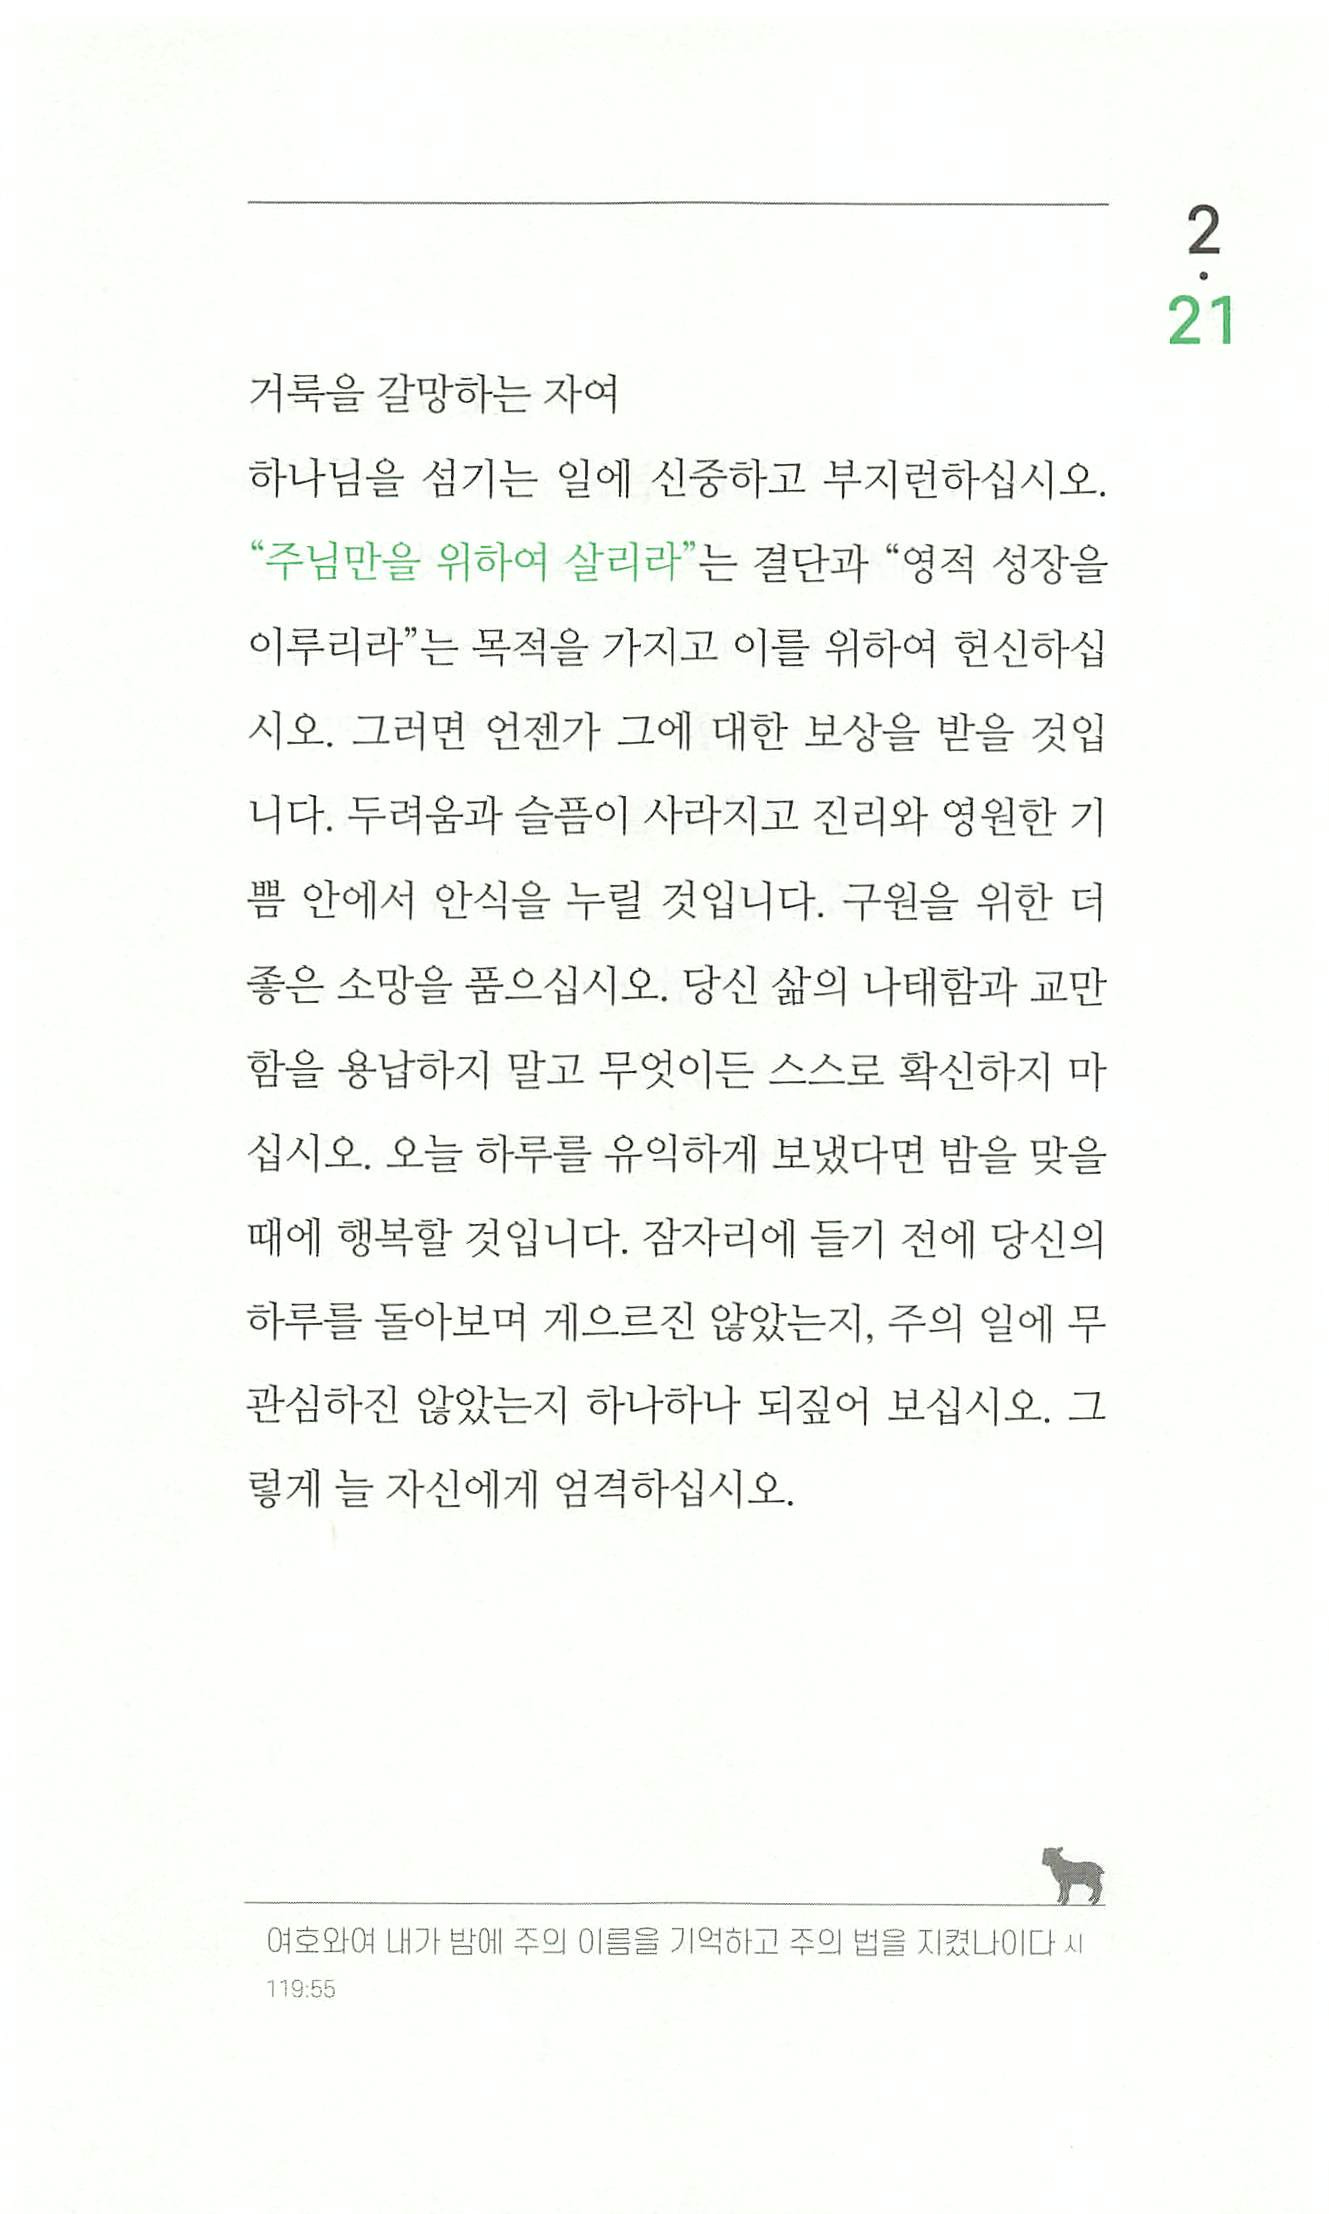 2
·
21
거룩을 갈망하는 자여
하나님을 섬기는 일에 신중하고 부지런하십시오.
“주님만을 위하여 살리라”는 결단과 “영적 성장을
이루리라”는 목적을 가지고 이를 위하여 헌신하십
시오. 그러면 언젠가 그에 대한 보상을 받을 것입
니다. 두려움과 슬픔이 사라지고 진리와 영원한 기
쁨 안에서 안식을 누릴 것입니다. 구원을 위한 더
좋은 소망을 품으십시오. 당신 삶의 나태함과 교만
함을 용납하지 말고 무엇이든 스스로 확신하지 마
십시오. 오늘 하루를 유익하게 보냈다면 밤을 맞을
때에 행복할 것입니다. 잠자리에 들기 전에 당신의
하루를 돌아보며 게으르진 않았는지, 주의 일에 무
관심하진 않았는지 하나하나 되짚어 보십시오. 그
렇게 늘 자신에게 엄격하십시오.
여호와여 내가 밤에 주의 이름을 기억하고 주의 법을 지켰나이다 시
119:55